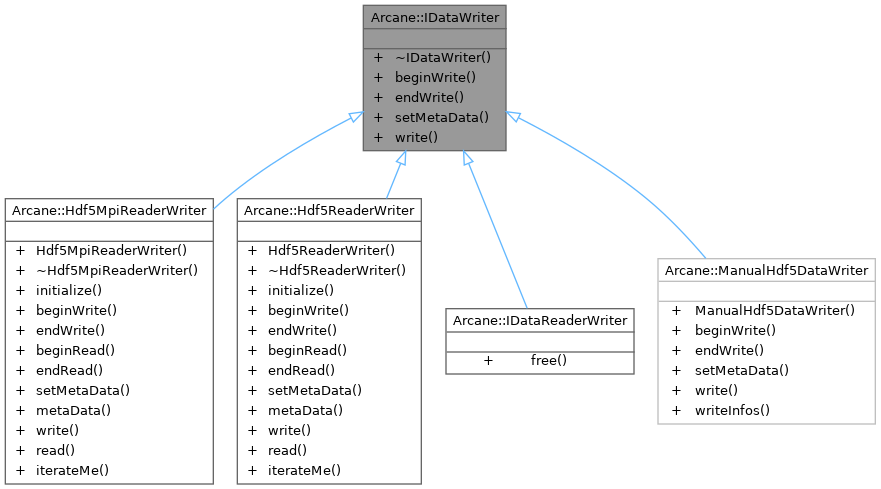 Arcane::IDataWriter
+ ~IDataWriter()
+ beginWrite()
+ endWrite()
+ setMetaData()
+ write()
Arcane::Hdf5MpiReaderWriter
+ Hdf5MpiReaderWriter()
+ ~Hdf5MpiReaderWriter()
+ initialize()
+ beginWrite()
+ endWrite()
+ beginRead()
+ endRead()
+ setMetaData()
+ metaData()
+ write()
+ read()
+ iterateMe()
Arcane::Hdf5ReaderWriter
+ Hdf5ReaderWriter()
+ ~Hdf5ReaderWriter()
+ initialize()
+ beginWrite()
+ endWrite()
+ beginRead()
+ endRead()
+ setMetaData()
+ metaData()
+ write()
+ read()
+ iterateMe()
Arcane::IDataReaderWriter
+ free()
Arcane::ManualHdf5DataWriter
+ ManualHdf5DataWriter()
+ beginWrite()
+ endWrite()
+ setMetaData()
+ write()
+ writeInfos()